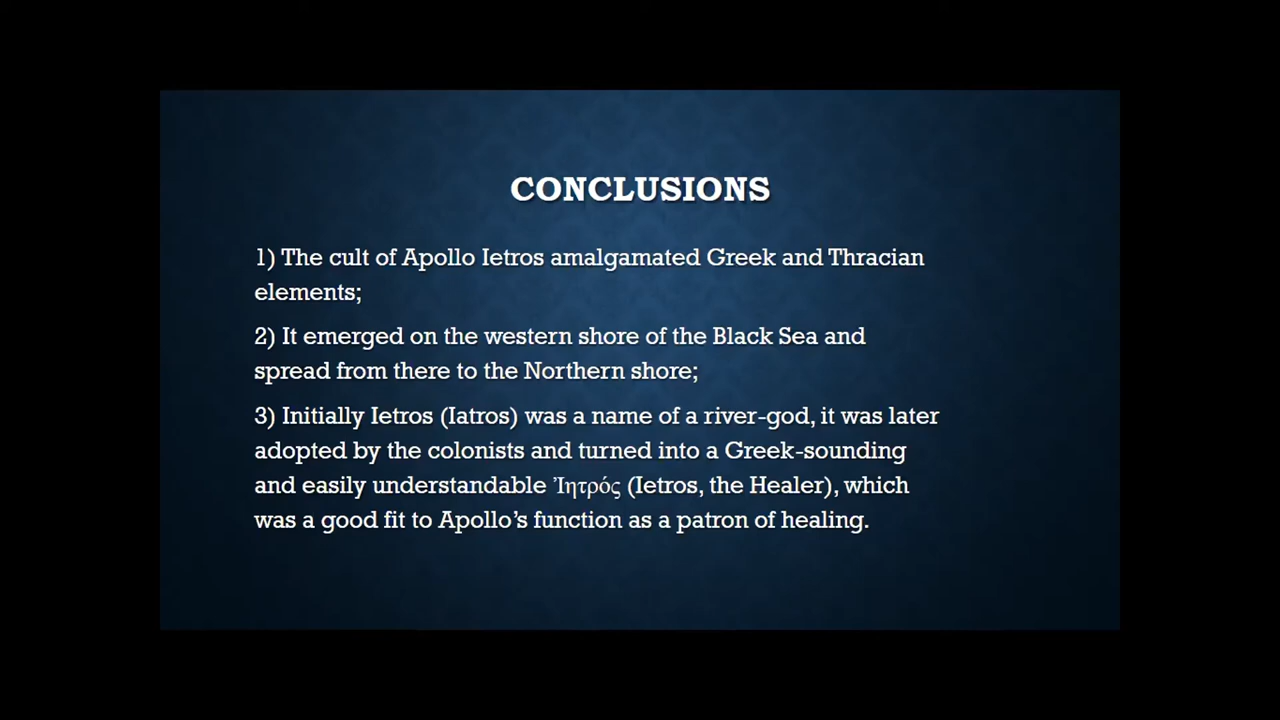 CONCLUSIONS
1) The cult of Apollo Ietros amalgamated Greek and Thracian
elements;
2) It emerged on the western shore of the Black Sea and
spread from there to the Northern shore;
3) Initially Ietros (Iatros) was a name of a river-god, it was later
adopted by the colonists and turned into a Greek-sounding
and easily understandable Ἰητρός (Ietros, the Healer), which
was a good fit to Apollo’s function as a patron of healing.